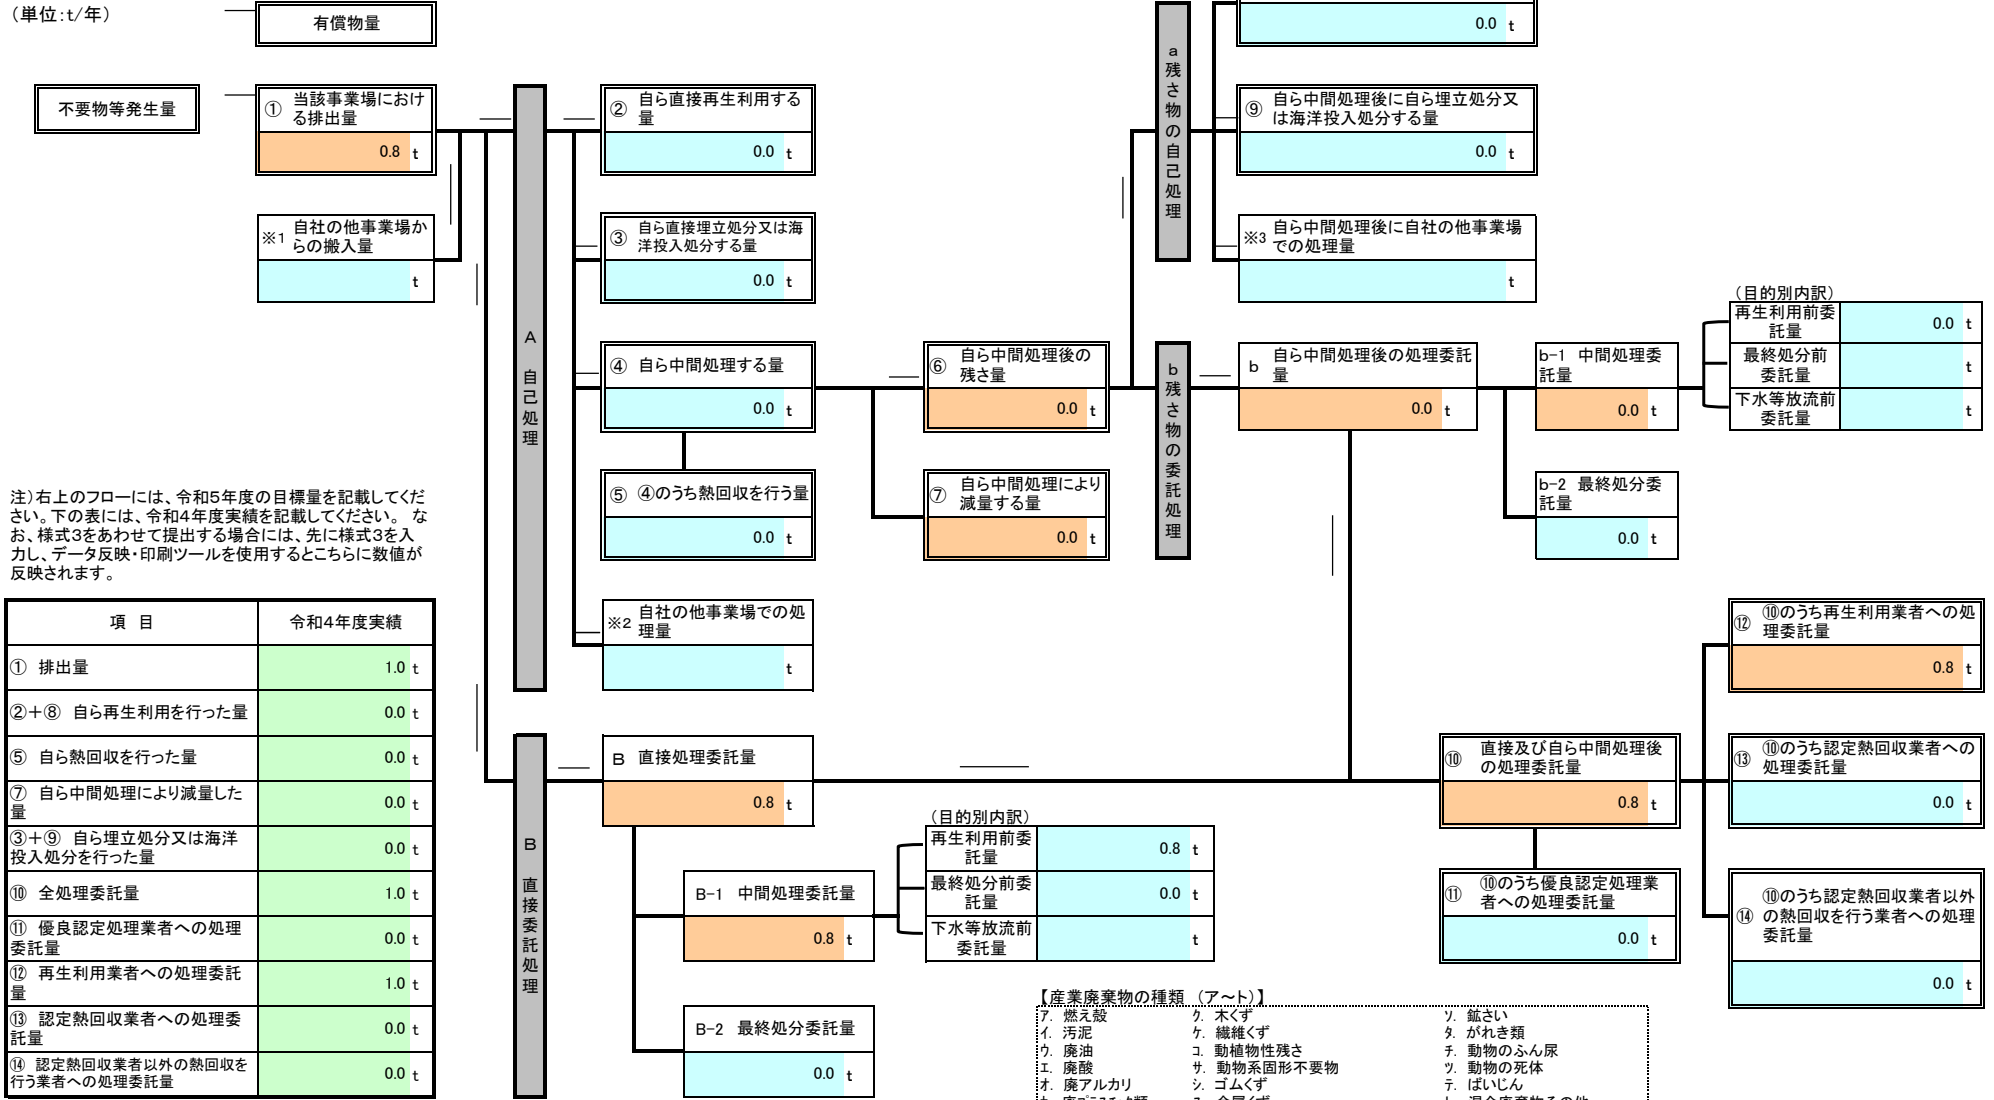 (単位:t/年)
有償物量
不要物等発生量
① 当該事業場におけ
る排出量
0.8 t
※1 自社の他事業場か
らの搬入量
t
A 自己処理
② 自ら直接再生利用する
量
0.0 t
③ 自ら直接埋立処分又は海
洋投入処分する量
0.0 t
④ 自ら中間処理する量
0.0 t
⑤ ④のうち熱回収を行う量
0.0 t
※2 自社の他事業場での処
理量
t
⑥ 自ら中間処理後の
残さ量
0.0 t
⑦ 自ら中間処理により
減量する量
0.0 t
a残さ物の自己処理
0.0 t
⑨ 自ら中間処理後に自ら埋立処分又
は海洋投入処分する量
0.0 t
※3 自ら中間処理後に自社の他事業場
での処理量
t
b残さ物の委託処理
b 自ら中間処理後の処理委託
量
0.0 t
b-1 中間処理委
託量
0.0 t
b-2 最終処分委
託量
0.0 t
(目的別内訳)
再生利用前委
託量
0.0 t
最終処分前
委託量
t
下水等放流前
委託量
t
注)右上のフローには、令和5年度の目標量を記載してくだ
さい。下の表には、令和4年度実績を記載してください。 な
お、様式3をあわせて提出する場合には、先に様式3を入
力し、データ反映・印刷ツールを使用するとこちらに数値が
反映されます。
項 目 令和4年度実績
① 排出量 1.0 t
②+⑧ 自ら再生利用を行った量 0.0 t
⑤ 自ら熱回収を行った量 0.0 t
⑦ 自ら中間処理により減量した
量 0.0 t
③+⑨ 自ら埋立処分又は海洋
投入処分を行った量 0.0 t
⑩ 全処理委託量 1.0 t
⑪ 優良認定処理業者への処理
委託量 0.0 t
⑫ 再生利用業者への処理委託
量 1.0 t
⑬ 認定熱回収業者への処理委
託量 0.0 t
⑭ 認定熱回収業者以外の熱回収を
行う業者への処理委託量 0.0 t
B 直接委託処理
B 直接処理委託量
0.8 t
B-1 中間処理委託量
0.8 t
B-2 最終処分委託量
0.0 t
(目的別内訳)
再生利用前委
託量
0.8 t
最終処分前委
託量
0.0 t
下水等放流前
委託量
t
⑩ 直接及び自ら中間処理後
の処理委託量
0.8 t
⑪ ⑩のうち優良認定処理業
者への処理委託量
0.0 t
⑫ ⑩のうち再生利用業者への処
理委託量
0.8 t
⑬ ⑩のうち認定熱回収業者への
処理委託量
0.0 t
⑭ ⑩のうち認定熱回収業者以外
の熱回収を行う業者への処理
委託量
0.0 t
【産業廃棄物の種類 (ア~ト)】
ア. 燃え殻 ク. 木くず ソ. 鉱さい
イ. 汚泥 ケ. 繊維くず タ. がれき類
ウ. 廃油 コ. 動植物性残さ チ. 動物のふん尿
エ. 廃酸 サ. 動物系固形不要物 ツ. 動物の死体
オ. 廃アルカリ シ. ゴムくず テ. ばいじん